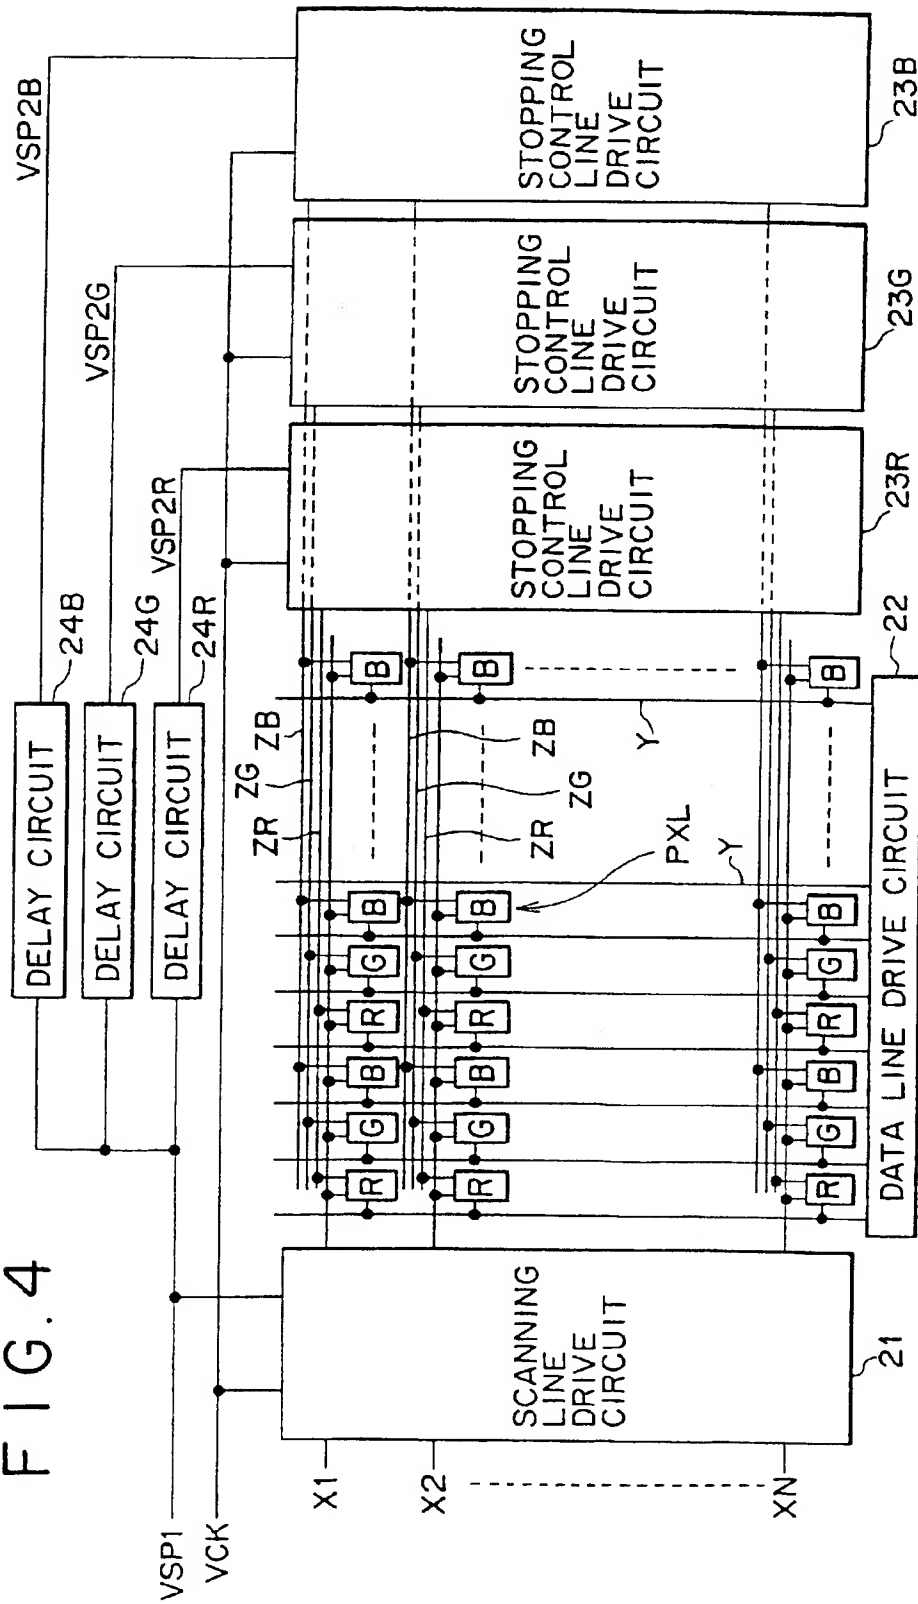 FIG. 4
VSP1
VCK
DELAY CIRCUIT
24B
VSP2B
DELAY CIRCUIT
24G
VSP2G
DELAY CIRCUIT
24R
VSP2R
X1
X2
XN
SCANNING
LINE
DRIVE
CIRCUIT
21
ZR
ZG
ZB
R
G
B
R
G
B
B
ZB
ZG
ZR
R
G
B
R
G
B
B
PXL
Y
Y
R
G
B
R
G
B
B
DATA LINE DRIVE CIRCUIT
22
STOPPING
CONTROL
LINE
DRIVE
CIRCUIT
23R
STOPPING
CONTROL
LINE
DRIVE
CIRCUIT
23G
STOPPING
CONTROL
LINE
DRIVE
CIRCUIT
23B